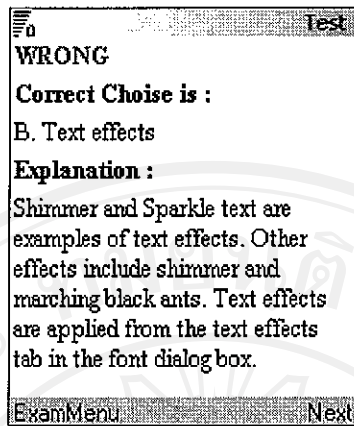 Test
WRONG
Correct Choise is :
B. Text effects
Explanation :
Shimmer and Sparkle text are
examples of text effects. Other
effects include shimmer and
marching black ants. Text effects
are applied from the text effects
tab in the font dialog box.
ExamMenu Next